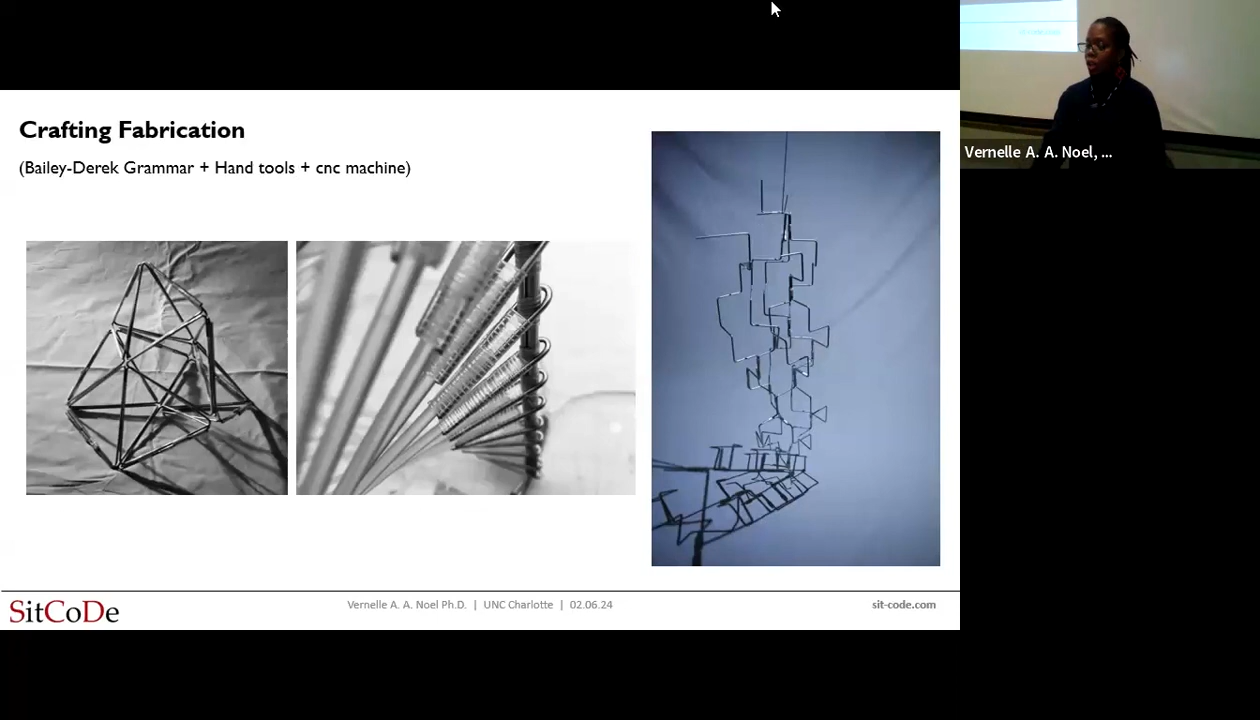 Crafting Fabrication
(Bailey-Derek Grammar + Hand tools + cnc machine)
Vernelle A. A. Noel, ...
SitCoDe
Vernelle A. A. Noel Ph.D. | UNC Charlotte | 02.06.24
sit-code.com